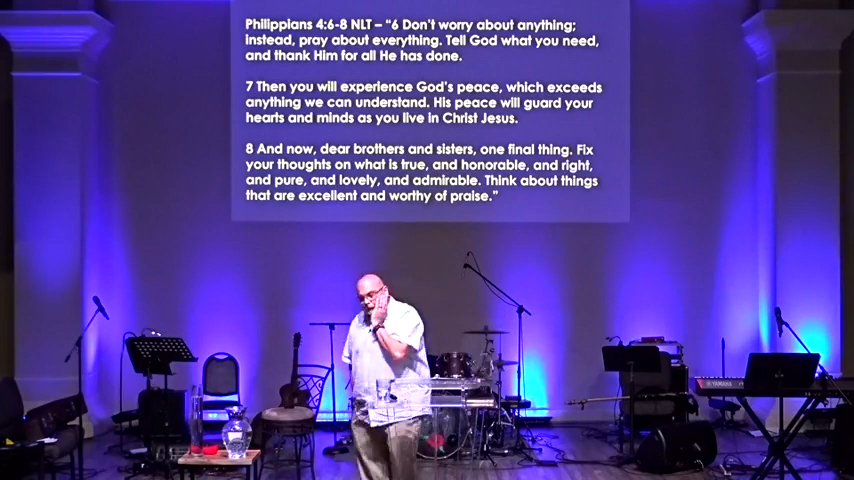 Philippians 4:6-8 NLT – “6 Don't worry about anything;
instead, pray about everything. Tell God what you need,
and thank Him for all He has done.
7 Then you will experience God's peace, which exceeds
anything we can understand. His peace will guard your
hearts and minds as you live in Christ Jesus.
8 And now, dear brothers and sisters, one final thing. Fix
your thoughts on what is true, and honorable, and right,
and pure, and lovely, and admirable. Think about things
that are excellent and worthy of praise.”
YAMAHA